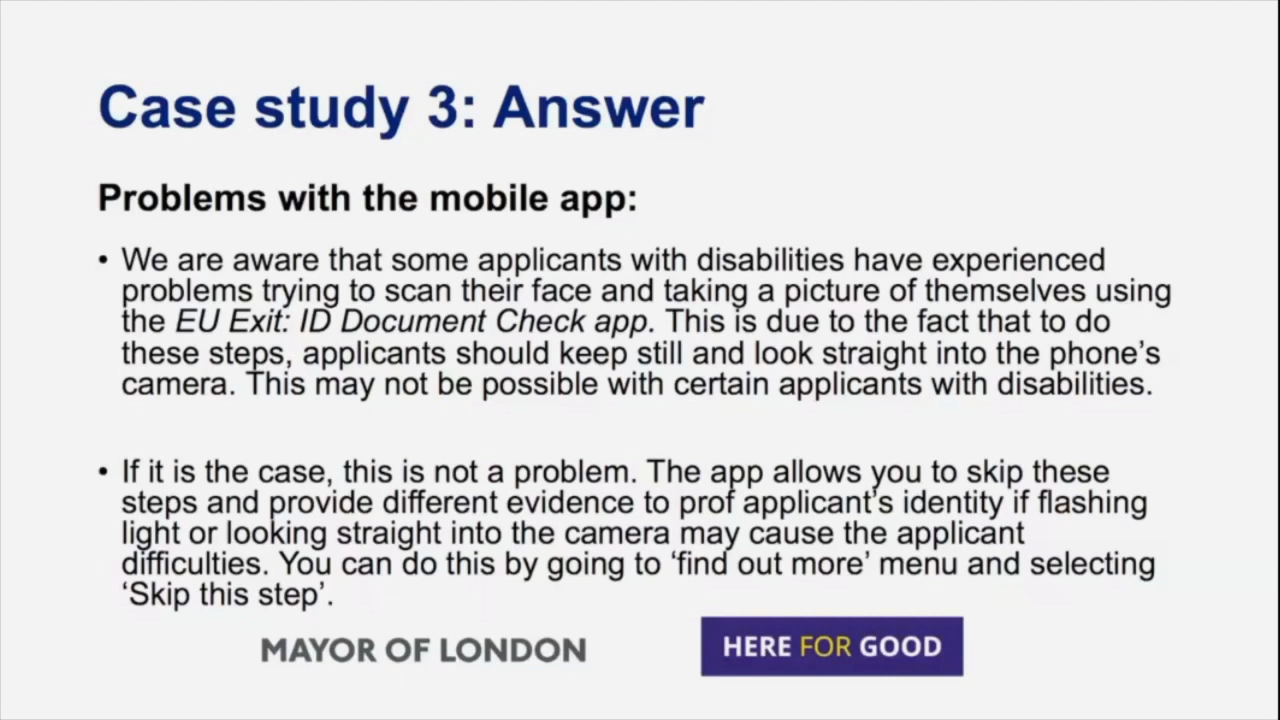 Case study 3: Answer
Problems with the mobile app:
• We are aware that some applicants with disabilities have experienced
problems trying to scan their face and taking a picture of themselves using
the EU Exit: ID Document Check app. This is due to the fact that to do
these steps, applicants should keep still and look straight into the phone’s
camera. This may not be possible with certain applicants with disabilities.
• If it is the case, this is not a problem. The app allows you to skip these
steps and provide different evidence to prof applicant’s identity if flashing
light or looking straight into the camera may cause the applicant
difficulties. You can do this by going to ‘find out more’ menu and selecting
‘Skip this step’.
MAYOR OF LONDON
HERE FOR GOOD